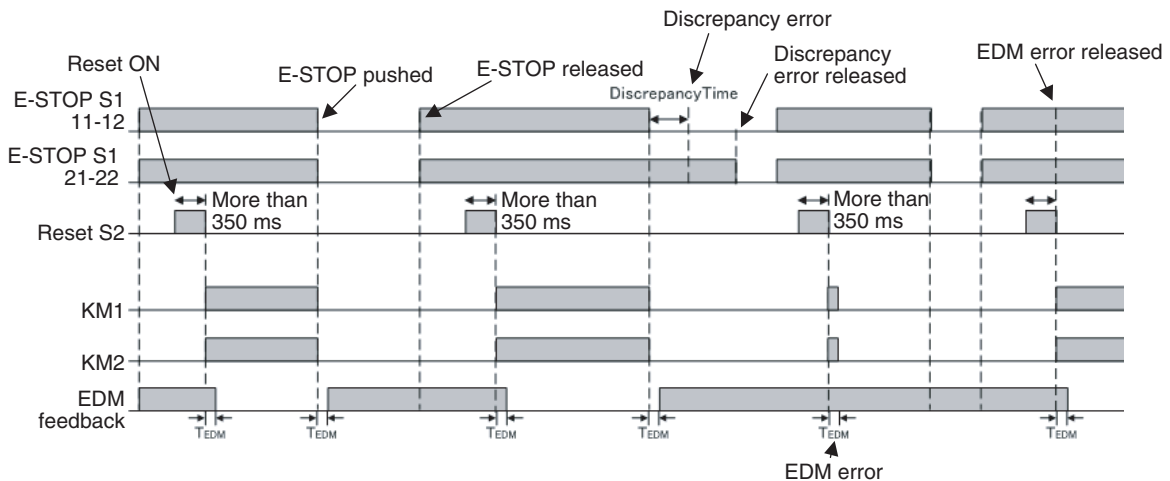 Discrepancy error
Reset ON
E-STOP pushed
E-STOP released
Discrepancy
error released
EDM error released
DiscrepancyTime
E-STOP S1
11-12
E-STOP S1
21-22
More than
350 ms
More than
350 ms
More than
350 ms
Reset S2
KM1
KM2
EDM
feedback
TEDM
TEDM
TEDM
TEDM
TEDM
TEDM
EDM error